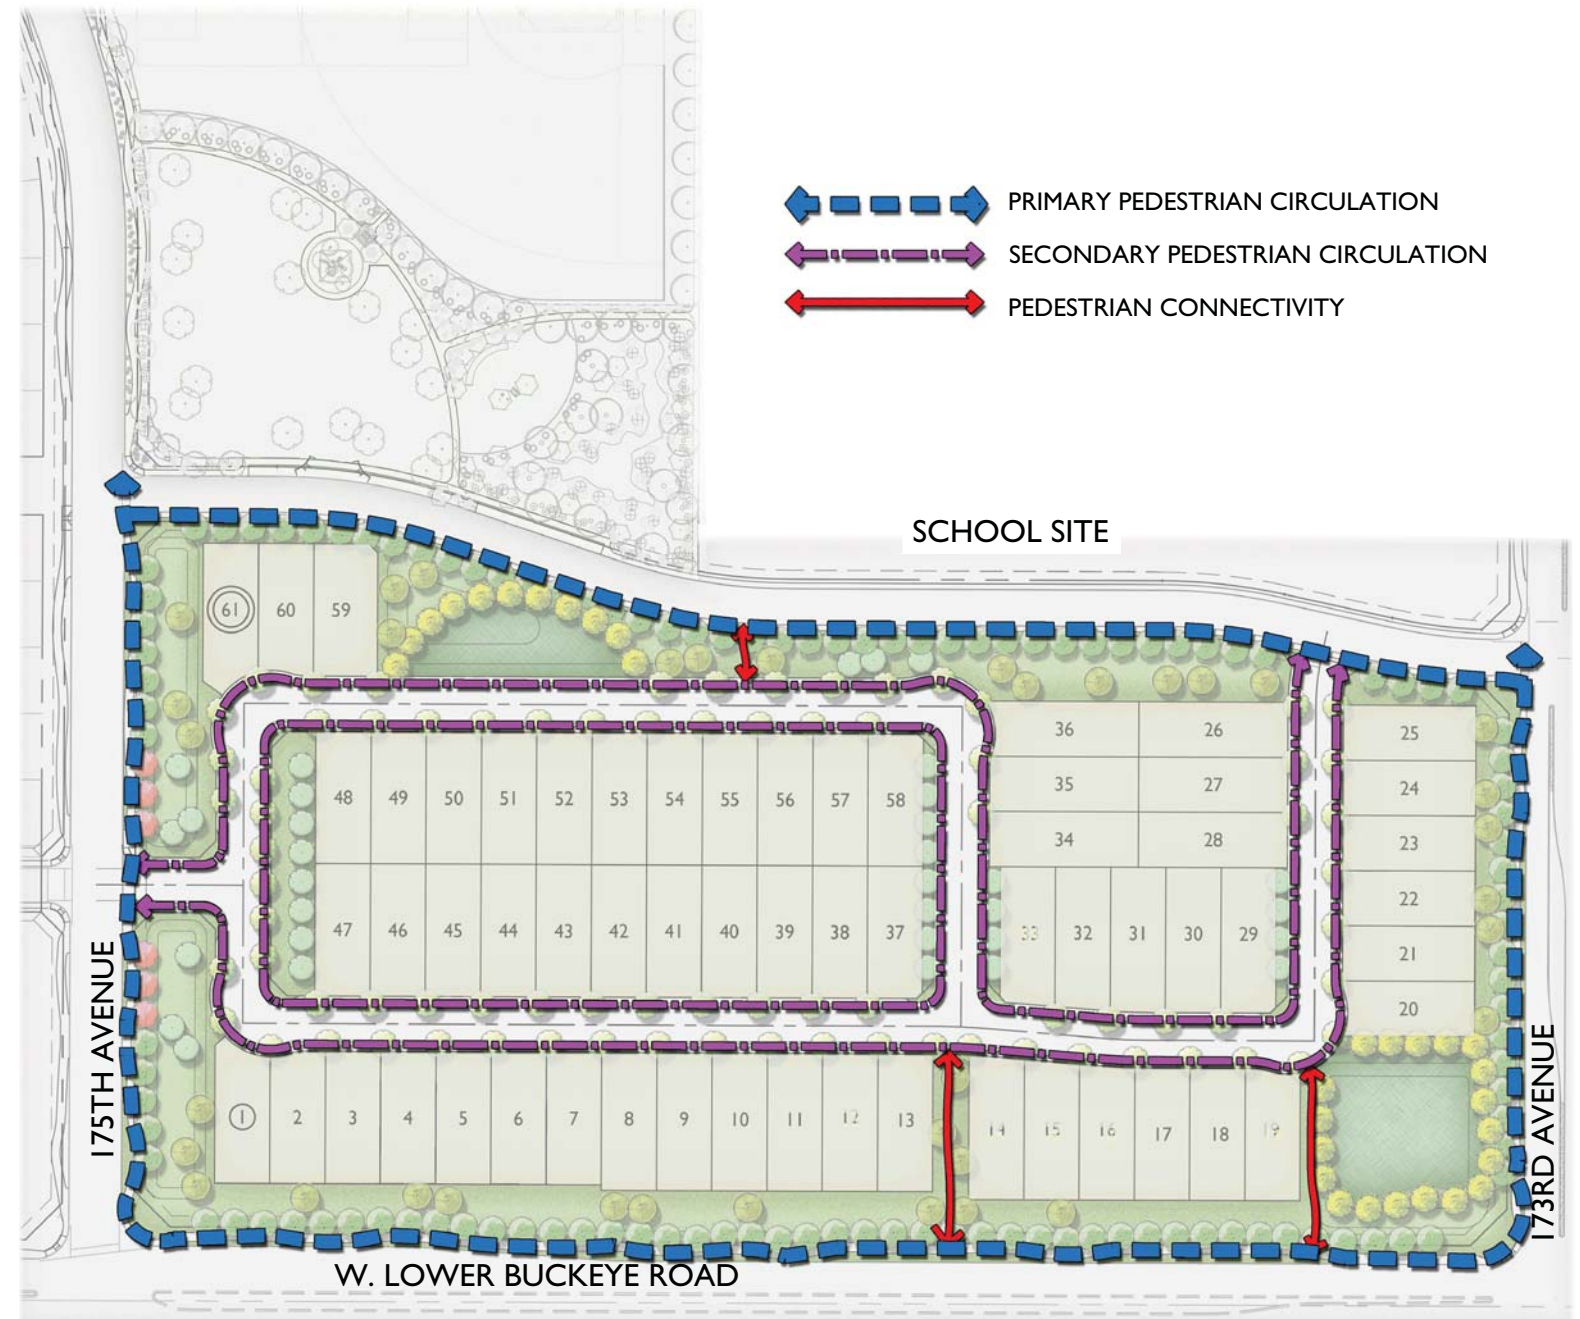 PRIMARY PEDESTRIAN CIRCULATION
SECONDARY PEDESTRIAN CIRCULATION
PEDESTRIAN CONNECTIVITY
SCHOOL SITE
61 60 59
36 26
25
35 27
24
48 49 50 51 52 53 54 55 56 57 58
34 28
23
22
47 46 45 44 43 42 41 40 39 38 37
33 32 31 30 29
21
20
175TH AVENUE
173RD AVENUE
1 2 3 4 5 6 7 8 9 10 11 12 13
14 15 16 17 18 19
W. LOWER BUCKEYE ROAD